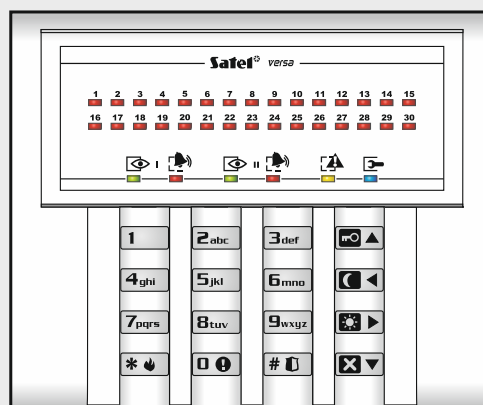 Satel versa
1 2 3 4 5 6 7 8 9 10 11 12 13 14 15
16 17 18 19 20 21 22 23 24 25 26 27 28 29 30
I II
1 2abc 3def
4ghi 5jkl 6mno
7pqrs 8tuv 9wxyz
* 0 #